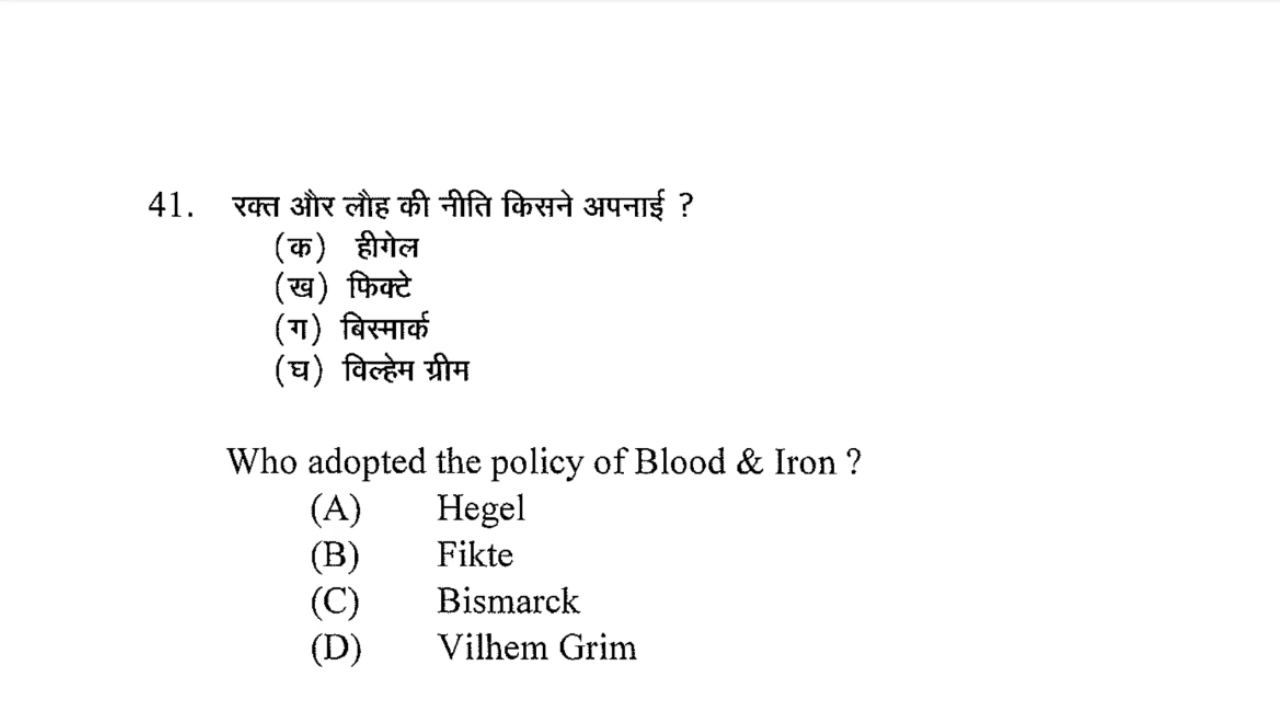 41. रक्त और लौह की नीति किसने अपनाई ?
(क) हीगेल
(ख) फिक्टे
(ग) बिस्मार्क
(घ) विल्हेम ग्रीम
Who adopted the policy of Blood & Iron ?
(A) Hegel
(B) Fikte
(C) Bismarck
(D) Vilhem Grim